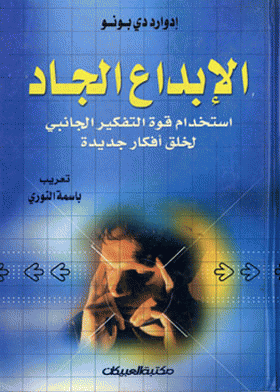 إدوارد دي بونو
الإبداع الجاد
استخدام قوة التفكير الجانبي
لخلق أفكار جديدة
تعريب
باسمة النوري
مكتبة العبيكان